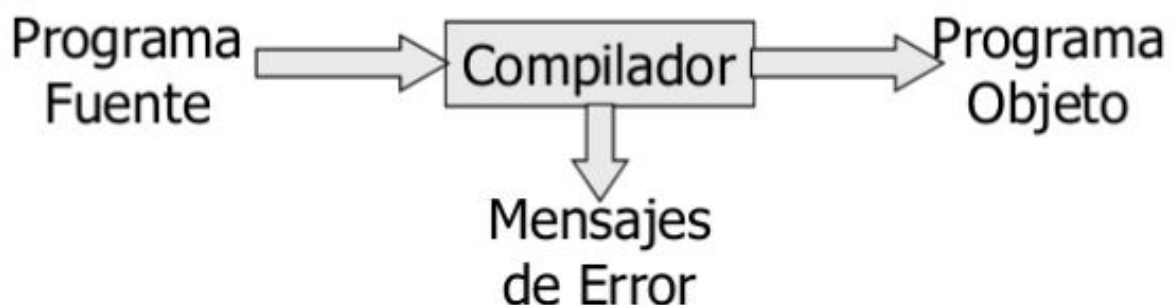 Programa
Fuente
Compilador
Programa
Objeto
Mensajes
de Error